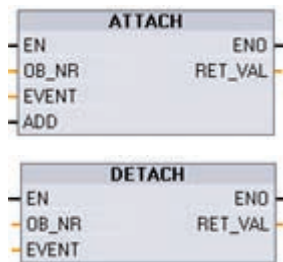 ATTACH
EN ENO
OB_NR RET_VAL
EVENT
ADD
DETACH
EN ENO
OB_NR RET_VAL
EVENT